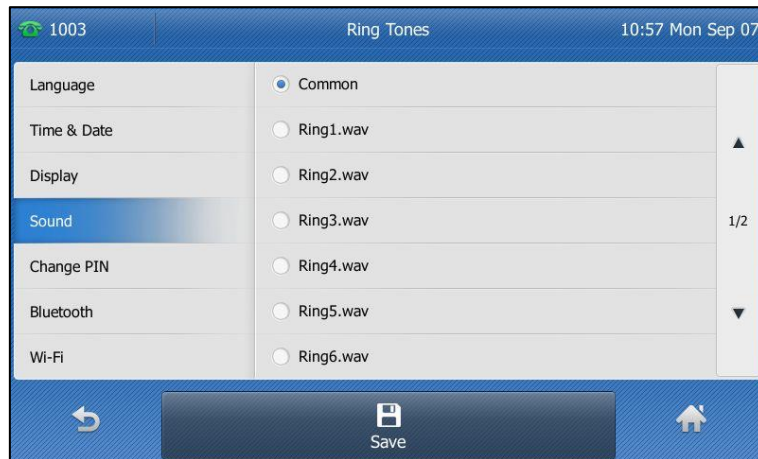 1003 Ring Tones 10:57 Mon Sep 07
Language
Time & Date
Display
Sound
Change PIN
Bluetooth
Wi-Fi
Common
Ring1.wav
Ring2.wav
Ring3.wav
Ring4.wav
Ring5.wav
Ring6.wav
1/2
Save